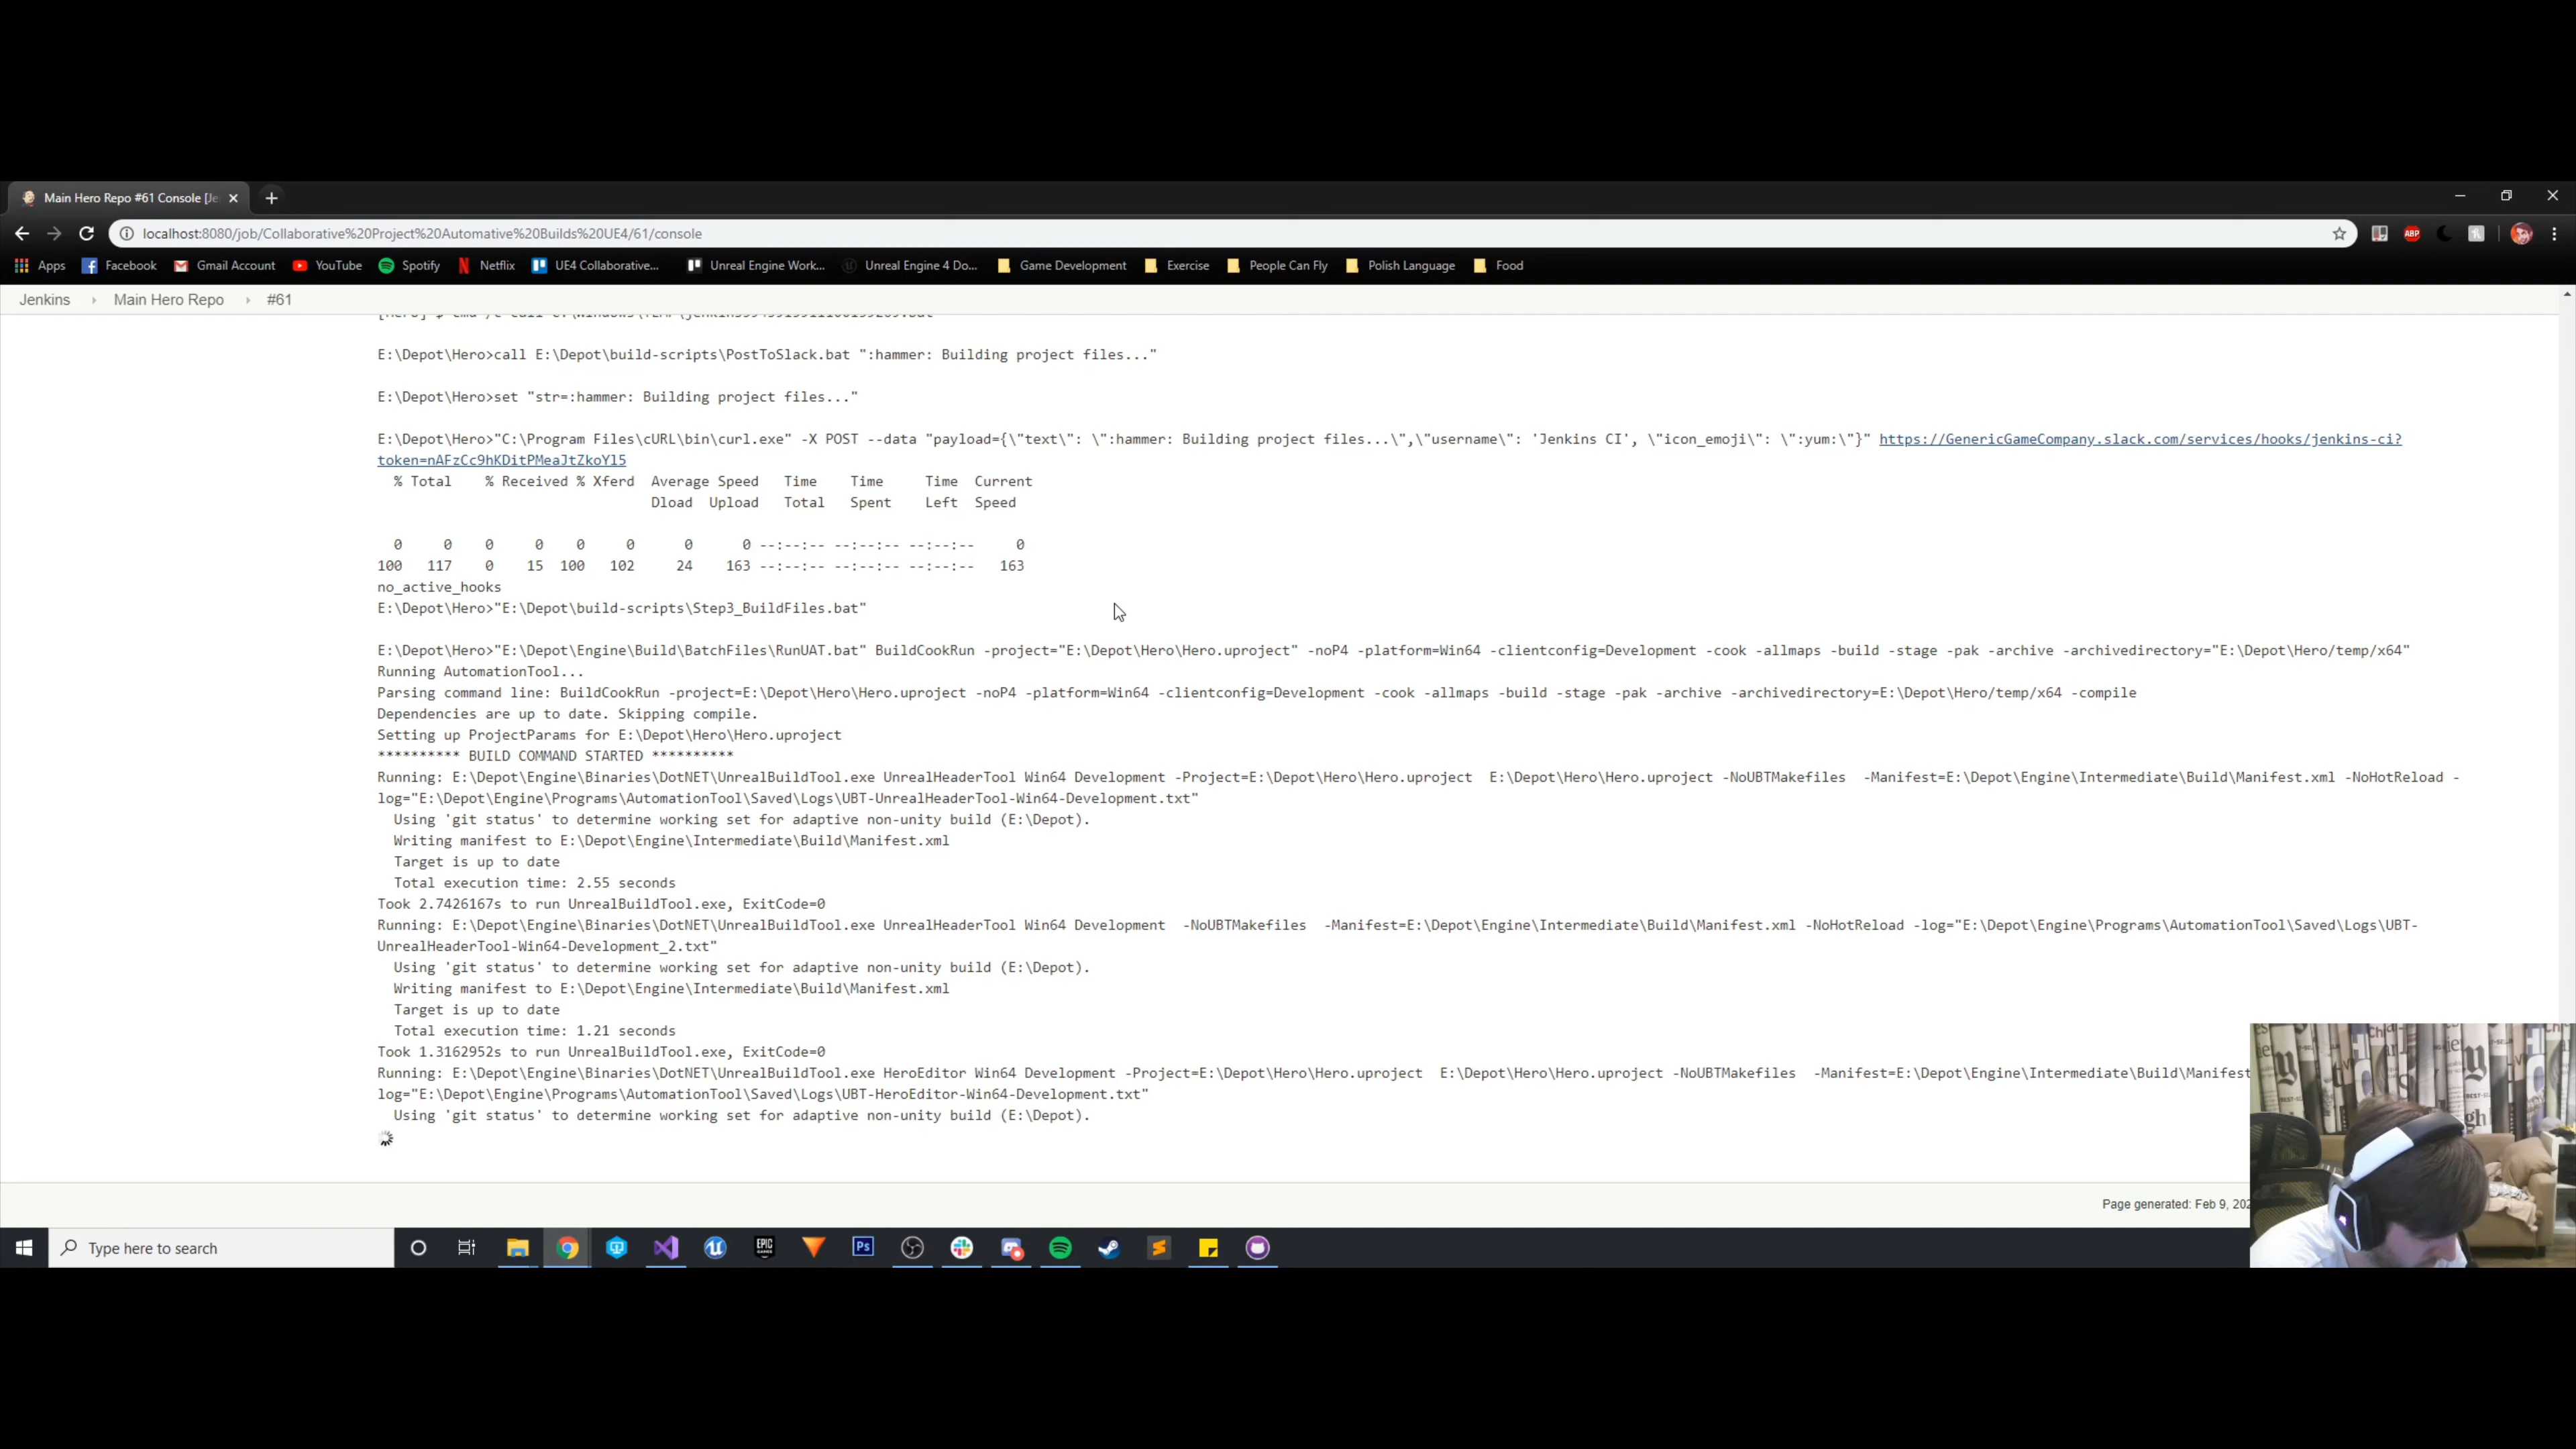 Main Hero Repo #61 Console [Je
localhost:8080/job/Collaborative%20Project%20Automative%20Builds%20UE4/61/console
Apps Facebook Gmail Account YouTube Spotify Netflix UE4 Collaborative... Unreal Engine Work... Unreal Engine 4 Do... Game Development Exercise People Can Fly Polish Language Food
Jenkins Main Hero Repo #61
E:\Depot\Hero>call E:\Depot\build-scripts\PostToSlack.bat ":hammer: Building project files..."
E:\Depot\Hero>set "str=:hammer: Building project files..."
E:\Depot\Hero>"C:\Program Files\cURL\bin\curl.exe" -X POST --data "payload={\"text\": \":hammer: Building project files...\",\"username\": 'Jenkins CI', \"icon_emoji\": \":yum:\"}" https://GenericGameCompany.slack.com/services/hooks/jenkins-ci?
token=nAFzCc9hKDitPMeaJtZkoYl5
% Total % Received % Xferd Average Speed Time Time Time Current
Dload Upload Total Spent Left Speed
0 0 0 0 0 0 0 0 --:--:-- --:--:-- --:--:-- 0
100 117 0 15 100 102 24 163 --:--:-- --:--:-- --:--:-- 163
no_active_hooks
E:\Depot\Hero>"E:\Depot\build-scripts\Step3_BuildFiles.bat"
E:\Depot\Hero>"E:\Depot\Engine\Build\BatchFiles\RunUAT.bat" BuildCookRun -project="E:\Depot\Hero\Hero.uproject" -noP4 -platform=Win64 -clientconfig=Development -cook -allmaps -build -stage -pak -archive -archivedirectory="E:\Depot\Hero/temp/x64"
Running AutomationTool...
Parsing command line: BuildCookRun -project=E:\Depot\Hero\Hero.uproject -noP4 -platform=Win64 -clientconfig=Development -cook -allmaps -build -stage -pak -archive -archivedirectory=E:\Depot\Hero/temp/x64 -compile
Dependencies are up to date. Skipping compile.
Setting up ProjectParams for E:\Depot\Hero\Hero.uproject
********** BUILD COMMAND STARTED **********
Running: E:\Depot\Engine\Binaries\DotNET\UnrealBuildTool.exe UnrealHeaderTool Win64 Development -Project=E:\Depot\Hero\Hero.uproject E:\Depot\Hero\Hero.uproject -NoUBTMakefiles -Manifest=E:\Depot\Engine\Intermediate\Build\Manifest.xml -NoHotReload -
log="E:\Depot\Engine\Programs\AutomationTool\Saved\Logs\UBT-UnrealHeaderTool-Win64-Development.txt"
Using 'git status' to determine working set for adaptive non-unity build (E:\Depot).
Writing manifest to E:\Depot\Engine\Intermediate\Build\Manifest.xml
Target is up to date
Total execution time: 2.55 seconds
Took 2.7426167s to run UnrealBuildTool.exe, ExitCode=0
Running: E:\Depot\Engine\Binaries\DotNET\UnrealBuildTool.exe UnrealHeaderTool Win64 Development -NoUBTMakefiles -Manifest=E:\Depot\Engine\Intermediate\Build\Manifest.xml -NoHotReload -log="E:\Depot\Engine\Programs\AutomationTool\Saved\Logs\UBT-
UnrealHeaderTool-Win64-Development_2.txt"
Using 'git status' to determine working set for adaptive non-unity build (E:\Depot).
Writing manifest to E:\Depot\Engine\Intermediate\Build\Manifest.xml
Target is up to date
Total execution time: 1.21 seconds
Took 1.3162952s to run UnrealBuildTool.exe, ExitCode=0
Running: E:\Depot\Engine\Binaries\DotNET\UnrealBuildTool.exe HeroEditor Win64 Development -Project=E:\Depot\Hero\Hero.uproject E:\Depot\Hero\Hero.uproject -NoUBTMakefiles -Manifest=E:\Depot\Engine\Intermediate\Build\Manifest
log="E:\Depot\Engine\Programs\AutomationTool\Saved\Logs\UBT-HeroEditor-Win64-Development.txt"
Using 'git status' to determine working set for adaptive non-unity build (E:\Depot).
Page generated: Feb 9, 202
Type here to search